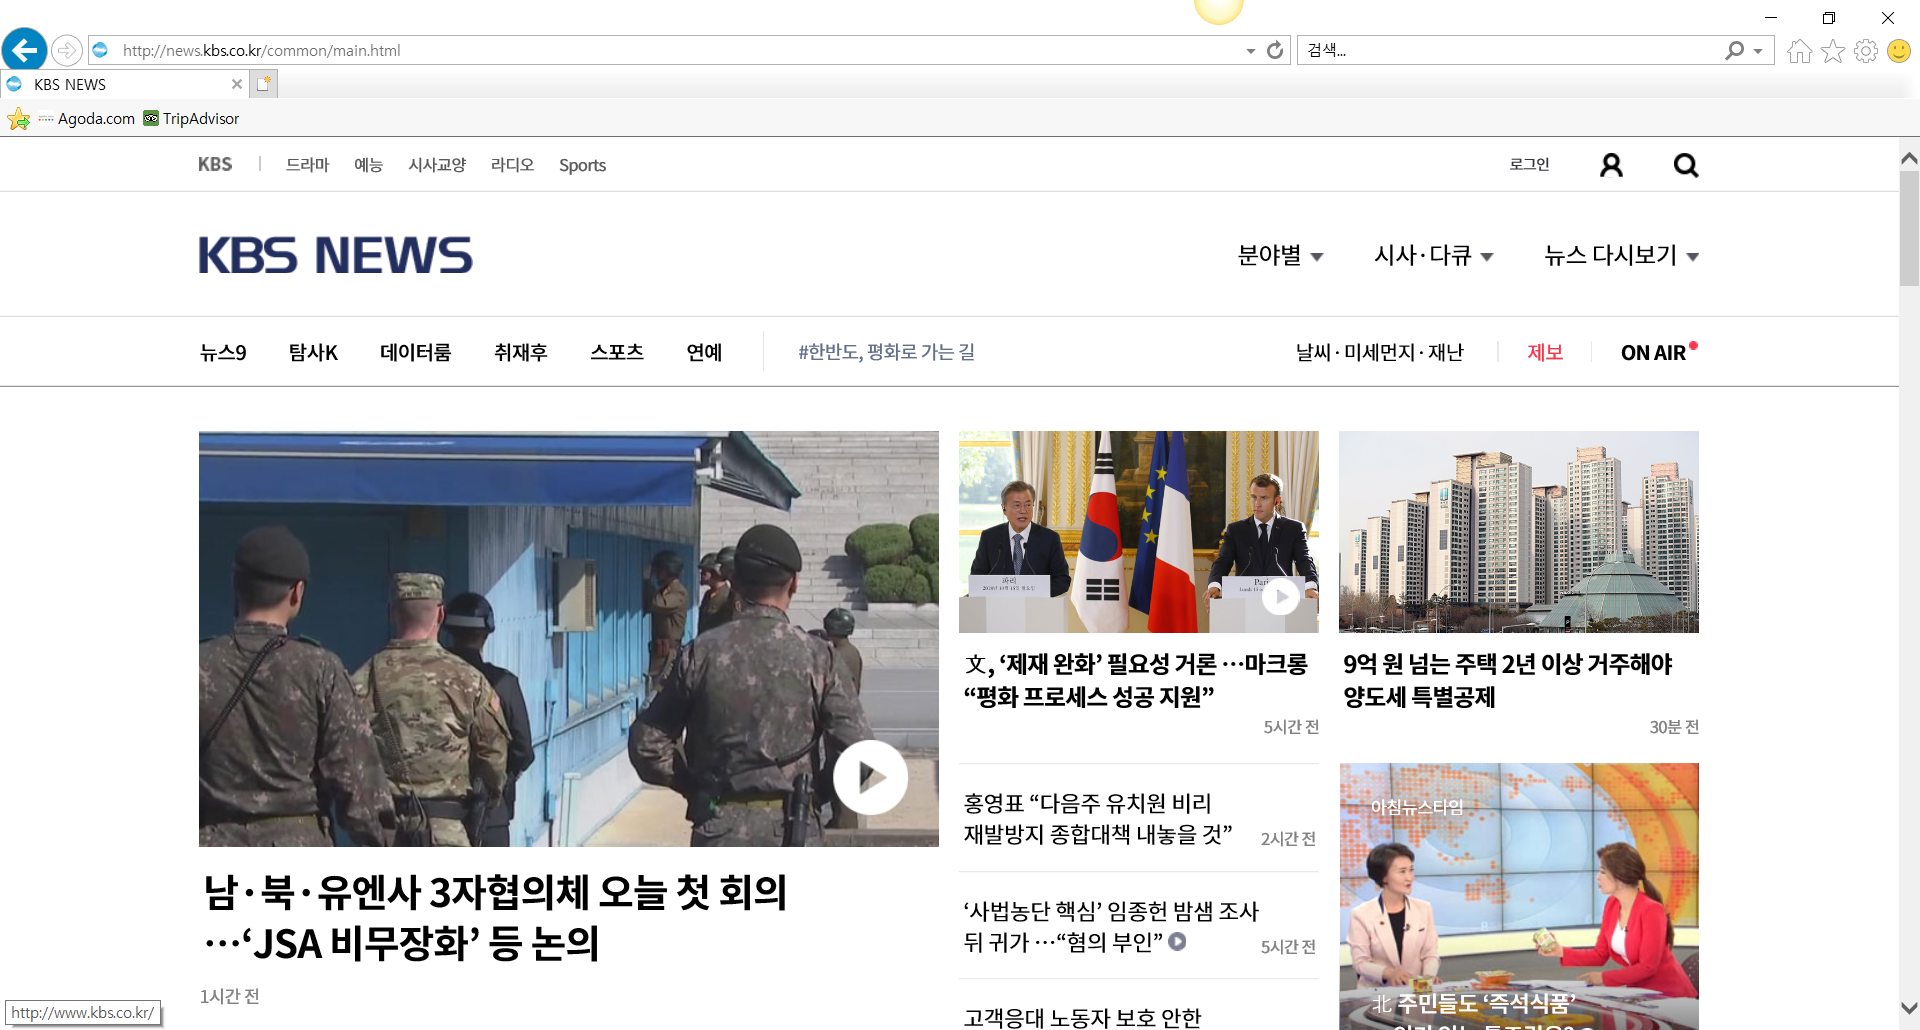 http://news.kbs.co.kr/common/main.html
검색...
KBS NEWS
Agoda.com
TripAdvisor
KBS
드라마
예능
시사교양
라디오
Sports
로그인
KBS NEWS
분야별
시사·다큐
뉴스 다시보기
뉴스9
탐사K
데이터룸
취재후
스포츠
연예
#한반도, 평화로 가는 길
날씨·미세먼지·재난
제보
ON AIR
남·북·유엔사 3자협의체 오늘 첫 회의
…‘JSA 비무장화’ 등 논의
1시간 전
파리
Pari
文, ‘제재 완화’ 필요성 거론 …마크롱
“평화 프로세스 성공 지원”
5시간 전
홍영표 “다음주 유치원 비리
재발방지 종합대책 내놓을 것”
2시간 전
‘사법농단 핵심’ 임종헌 밤샘 조사
뒤 귀가 …“혐의 부인”
5시간 전
고객응대 노동자 보호 안한
9억 원 넘는 주택 2년 이상 거주해야
양도세 특별공제
30분 전
아침뉴스타임
北 주민들도 ‘즉석식품’
http://www.kbs.co.kr/